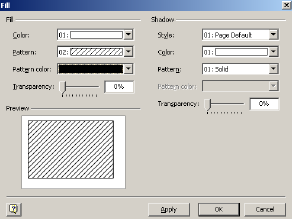 Fill
Fill
Color: 01:
Pattern: 02:
Pattern color:
Transparency: 0%
Preview
Shadow
Style: 01: Page Default
Color: 01:
Pattern: 01: Solid
Pattern color:
Transparency: 0%
?
Apply
OK
Cancel